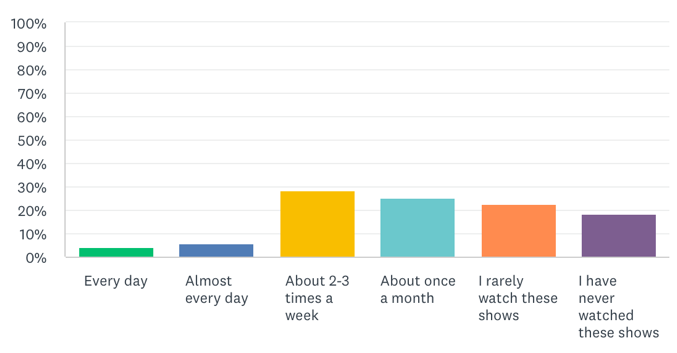 100%
90%
80%
70%
60%
50%
40%
30%
20%
10%
0%
Every day
Almost
every day
About 2-3
times a
week
About once
a month
I rarely
watch these
shows
I have
never
watched
these shows